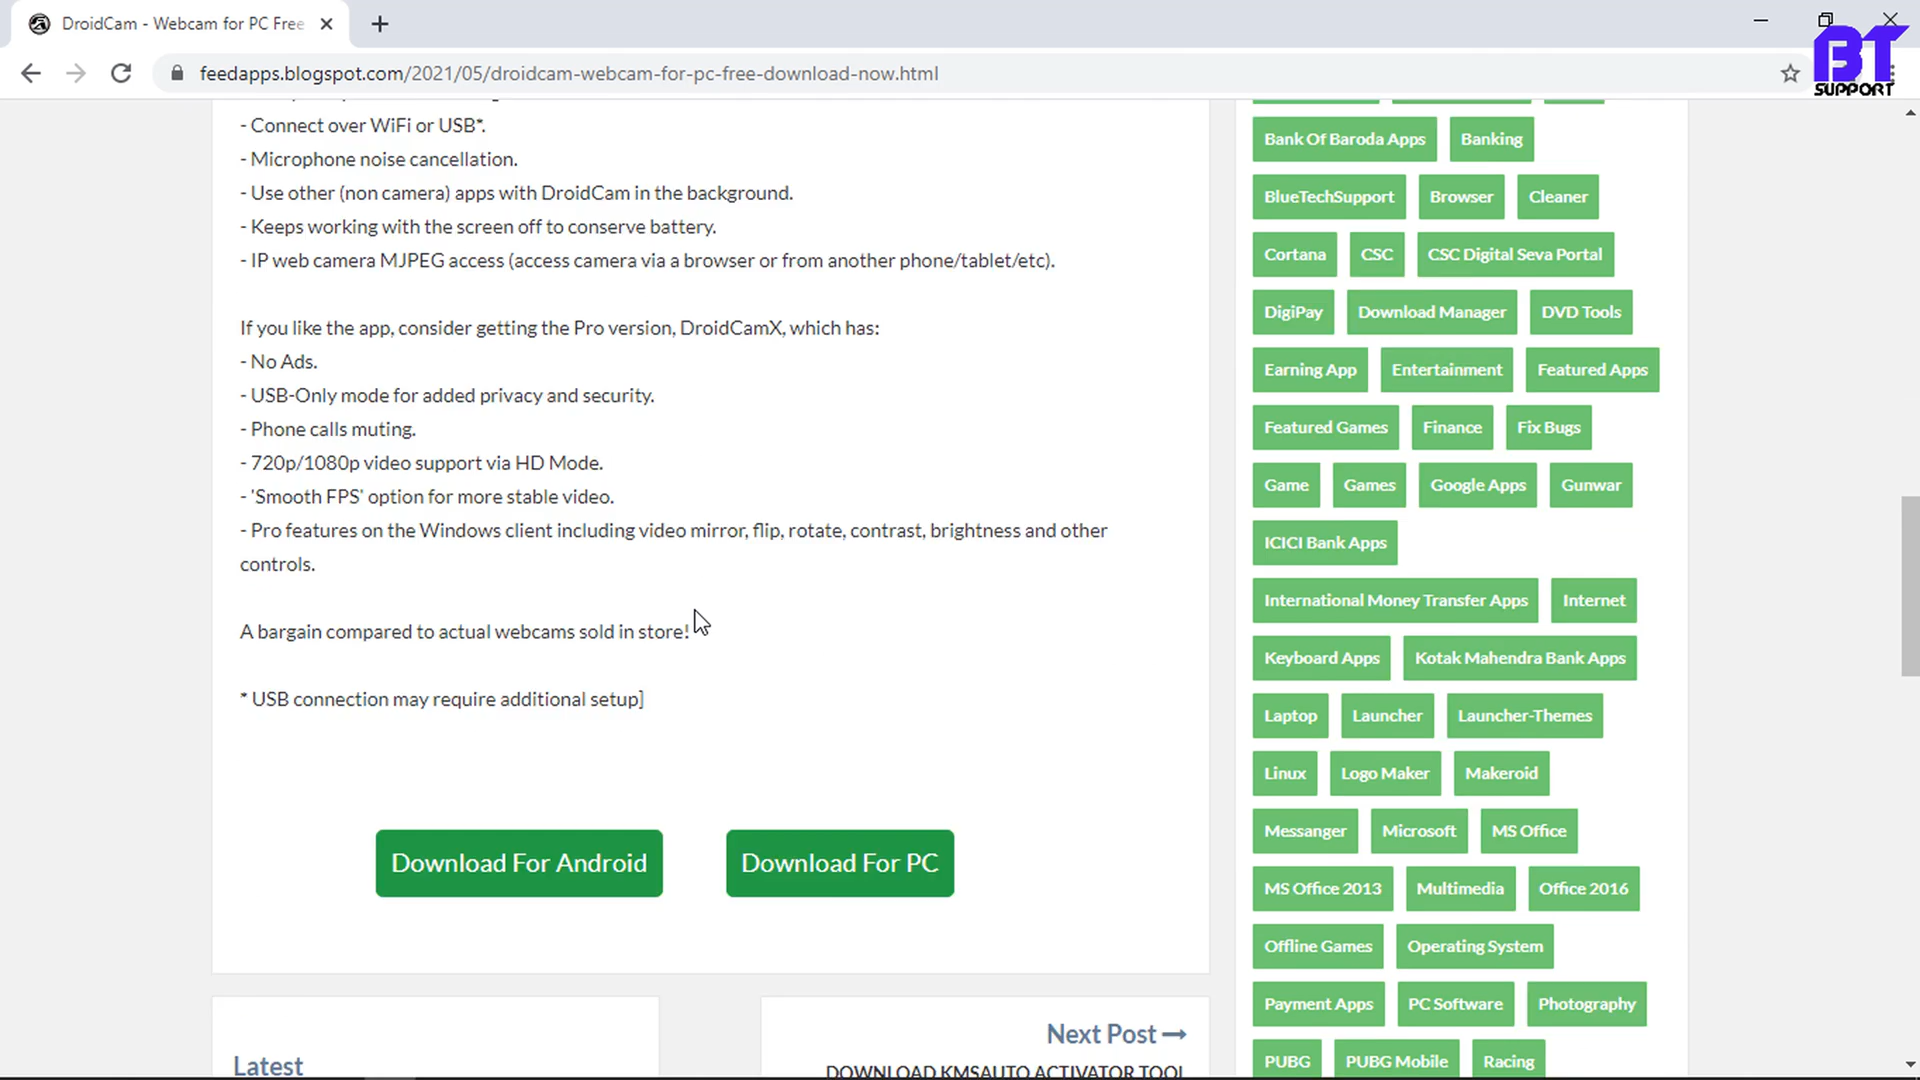 DroidCam - Webcam for PC Free
feedapps.blogspot.com/2021/05/droidcam-webcam-for-pc-free-download-now.html
BT
SUPPORT
- Connect over WiFi or USB*.
- Microphone noise cancellation.
- Use other (non camera) apps with DroidCam in the background.
- Keeps working with the screen off to conserve battery.
- IP web camera MJPEG access (access camera via a browser or from another phone/tablet/etc).
If you like the app, consider getting the Pro version, DroidCamX, which has:
- No Ads.
- USB-Only mode for added privacy and security.
- Phone calls muting.
- 720p/1080p video support via HD Mode.
- 'Smooth FPS' option for more stable video.
- Pro features on the Windows client including video mirror, flip, rotate, contrast, brightness and other
controls.
A bargain compared to actual webcams sold in store!
* USB connection may require additional setup]
Download For Android Download For PC
Latest
Next Post
DOWNLOAD KMSAUTO ACTIVATOR TOOL
Bank Of Baroda Apps Banking
BlueTechSupport Browser Cleaner
Cortana CSC CSC Digital Seva Portal
DigiPay Download Manager DVD Tools
Earning App Entertainment Featured Apps
Featured Games Finance Fix Bugs
Game Games Google Apps Gunwar
ICICI Bank Apps
International Money Transfer Apps Internet
Keyboard Apps Kotak Mahendra Bank Apps
Laptop Launcher Launcher-Themes
Linux Logo Maker Makeroid
Messanger Microsoft MS Office
MS Office 2013 Multimedia Office 2016
Offline Games Operating System
Payment Apps PC Software Photography
PUBG PUBG Mobile Racing